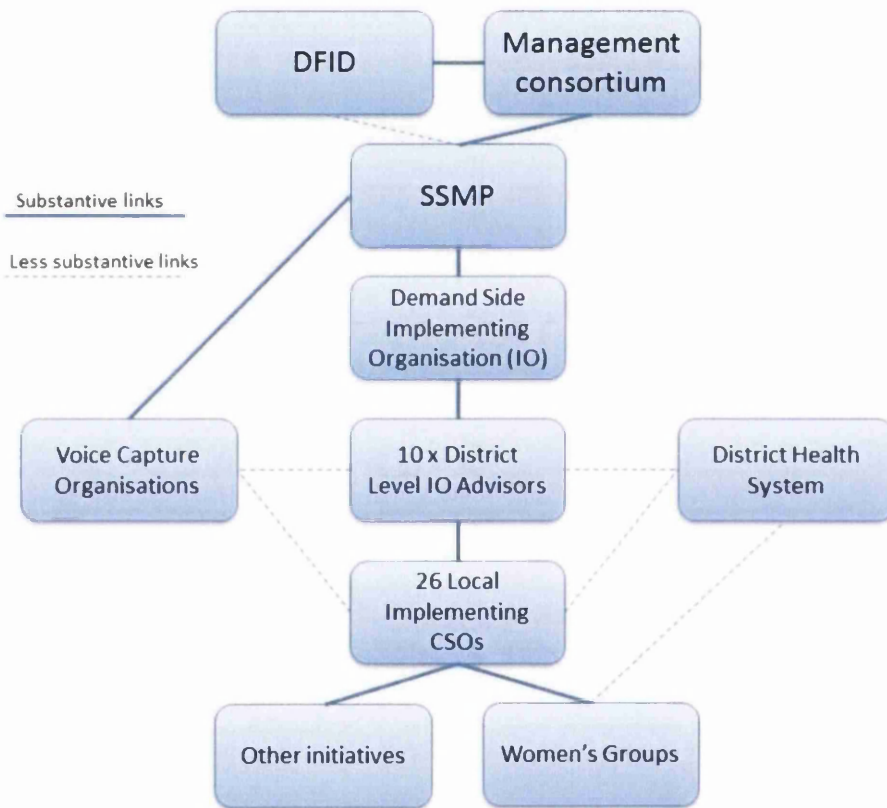 DFID
Management
consortium
SSMP
Substantive links
Less substantive links
Demand Side
Implementing
Organisation (IO)
Voice Capture
Organisations
10 x District
Level IO Advisors
District Health
System
26 Local
Implementing
CSOs
Other initiatives
Women's Groups